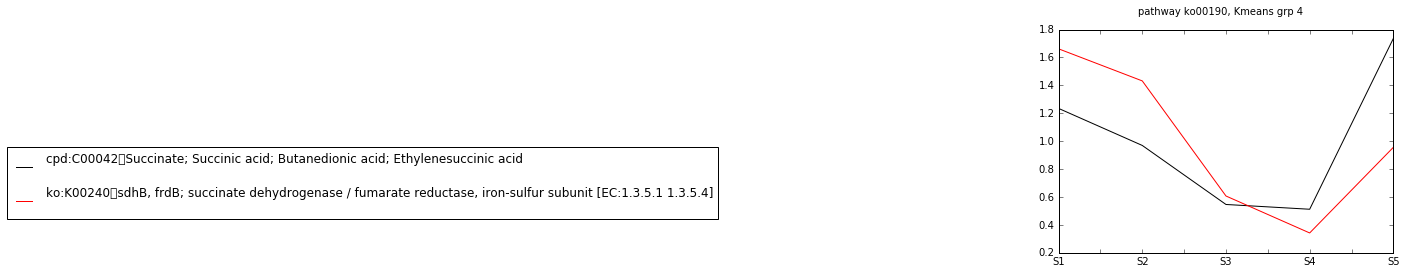 pathway ko00190, Kmeans grp 4
cpd:C00042▯Succinate; Succinic acid; Butanedionic acid; Ethylenesuccinic acid
ko:K00240▯sdhB, frdB; succinate dehydrogenase / fumarate reductase, iron-sulfur subunit [EC:1.3.5.1 1.3.5.4]
1.8
1.6
1.4
1.2
1.0
0.8
0.6
0.4
0.2
S1 S2 S3 S4 S5